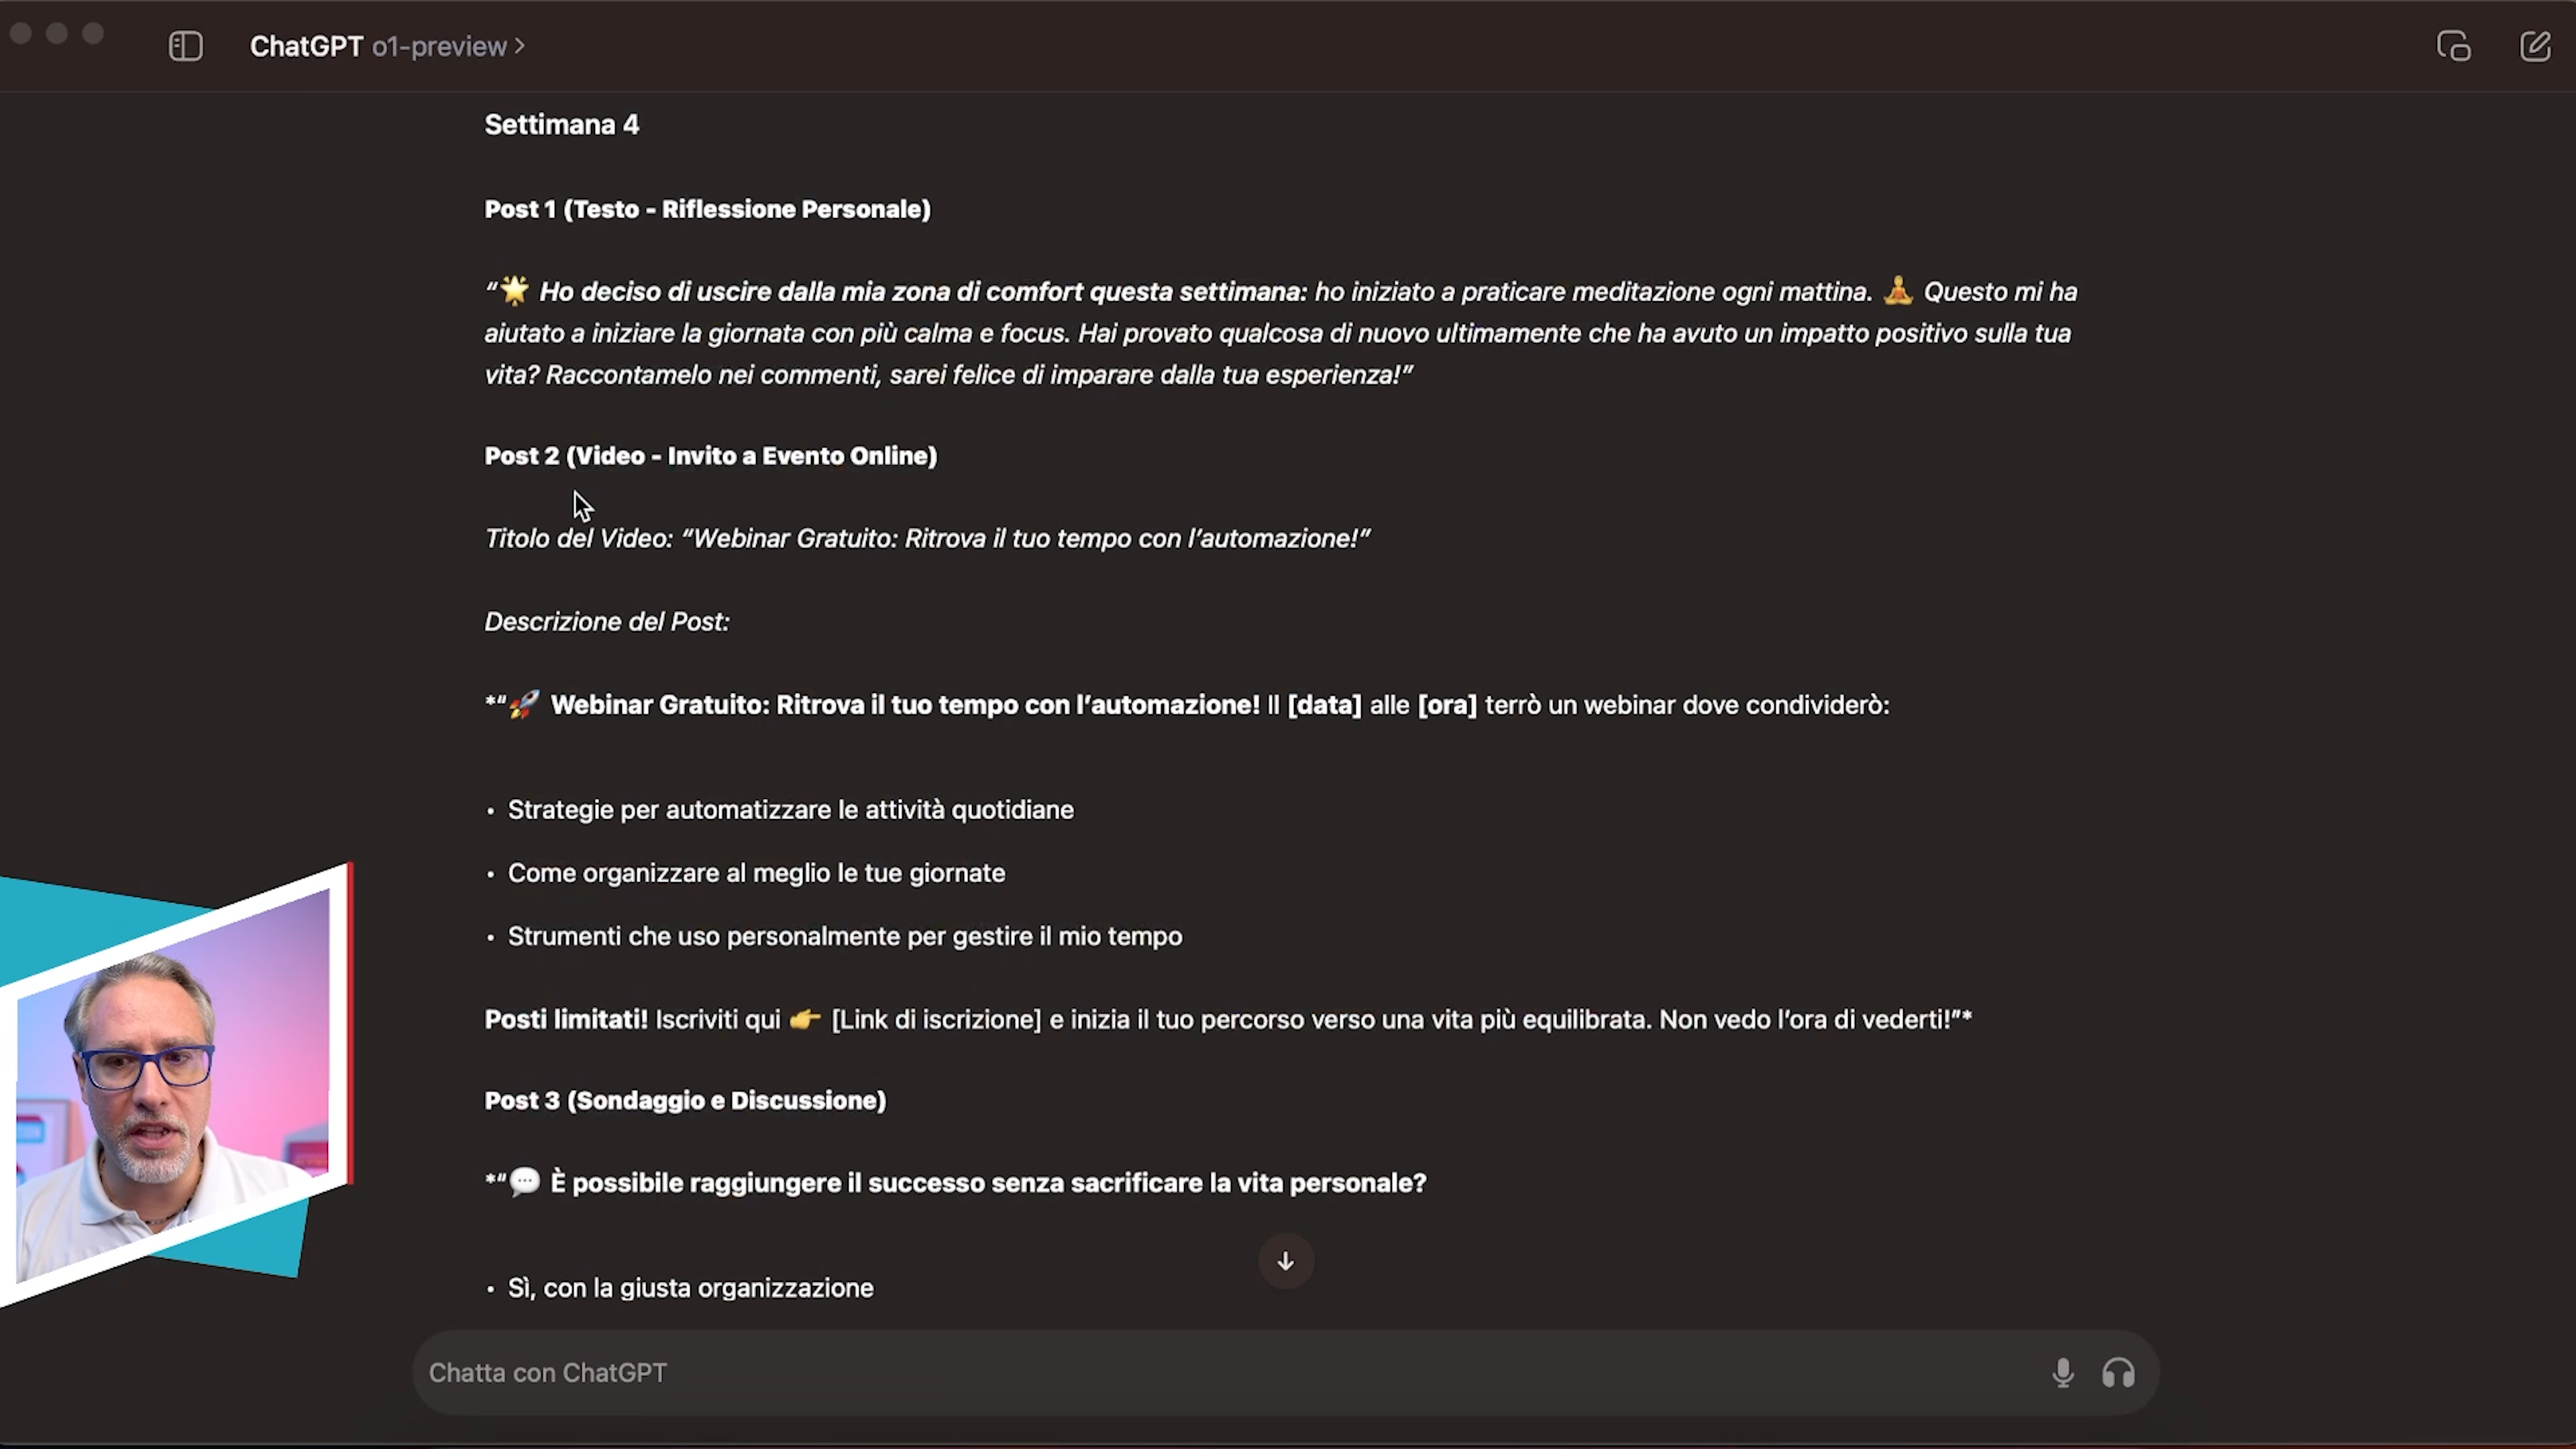 ChatGPT o1-preview >
Settimana 4
Post 1 (Testo - Riflessione Personale)
“🌟 Ho deciso di uscire dalla mia zona di comfort questa settimana: ho iniziato a praticare meditazione ogni mattina. 🧘 Questo mi ha
aiutato a iniziare la giornata con più calma e focus. Hai provato qualcosa di nuovo ultimamente che ha avuto un impatto positivo sulla tua
vita? Raccontamelo nei commenti, sarei felice di imparare dalla tua esperienza!”
Post 2 (Video - Invito a Evento Online)
Titolo del Video: “Webinar Gratuito: Ritrova il tuo tempo con l’automazione!”
Descrizione del Post:
*“🚀 Webinar Gratuito: Ritrova il tuo tempo con l’automazione! Il [data] alle [ora] terrò un webinar dove condividerò:
• Strategie per automatizzare le attività quotidiane
• Come organizzare al meglio le tue giornate
• Strumenti che uso personalmente per gestire il mio tempo
Posti limitati! Iscriviti qui 👉 [Link di iscrizione] e inizia il tuo percorso verso una vita più equilibrata. Non vedo l’ora di vederti!”*
Post 3 (Sondaggio e Discussione)
*“💬 È possibile raggiungere il successo senza sacrificare la vita personale?
• Sì, con la giusta organizzazione
Chatta con ChatGPT